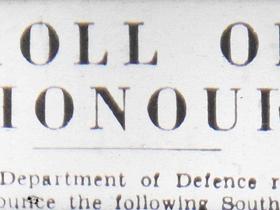 OLL O
IONOU
Department of Defence r
ounce the following South